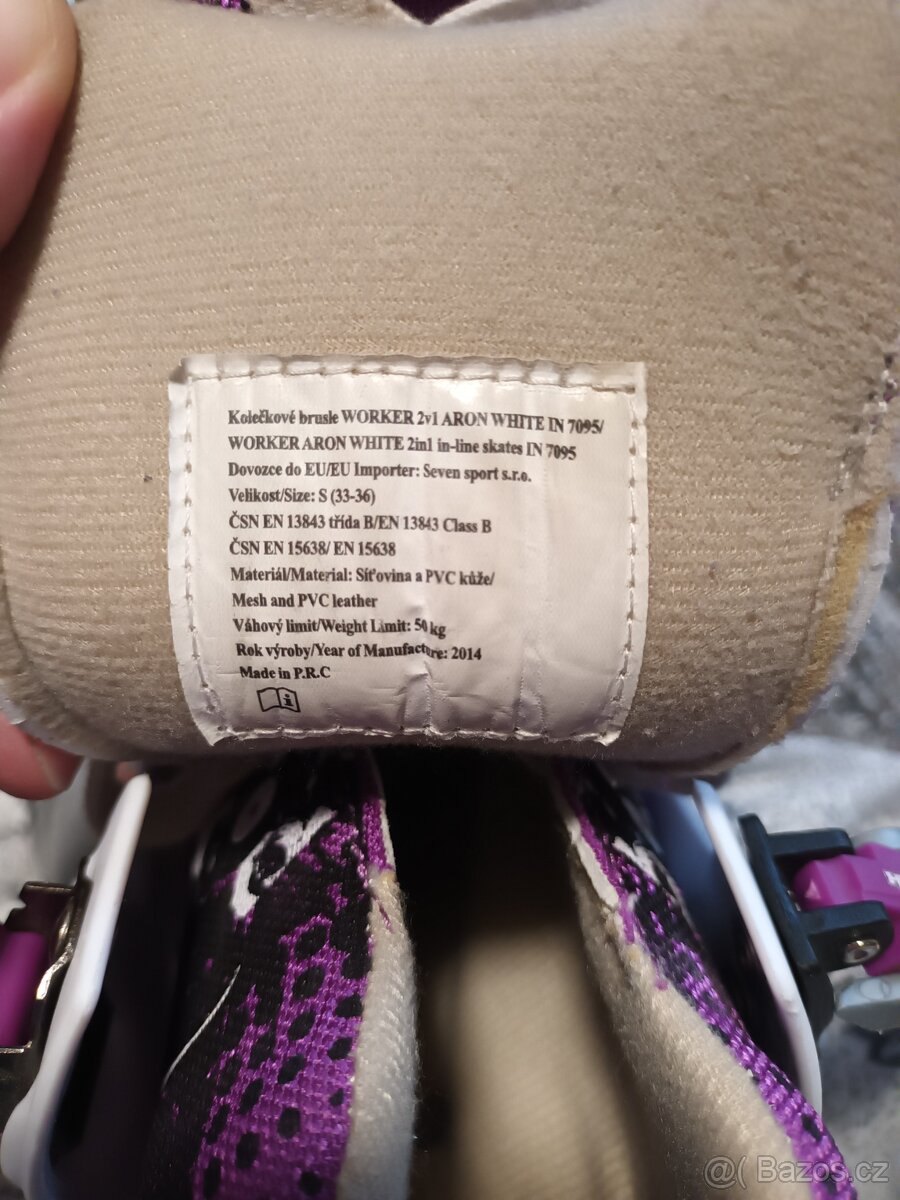 Kolečkové brusle WORKER 2v1 ARON WHITE IN 7095/
WORKER ARON WHITE 2in1 in-line skates IN 7095
Dovozce do EU/EU Importer: Seven sport s.r.o.
Velikost/Size: S (33-36)
ČSN EN 13843 třída B/EN 13843 Class B
ČSN EN 15638/ EN 15638
Materiál/Material: Síťovina a PVC kůže/
Mesh and PVC leather
Váhový limit/Weight Limit: 50 kg
Rok výroby/Year of Manufacture: 2014
Made in P.R.C
@( Bazos.cz